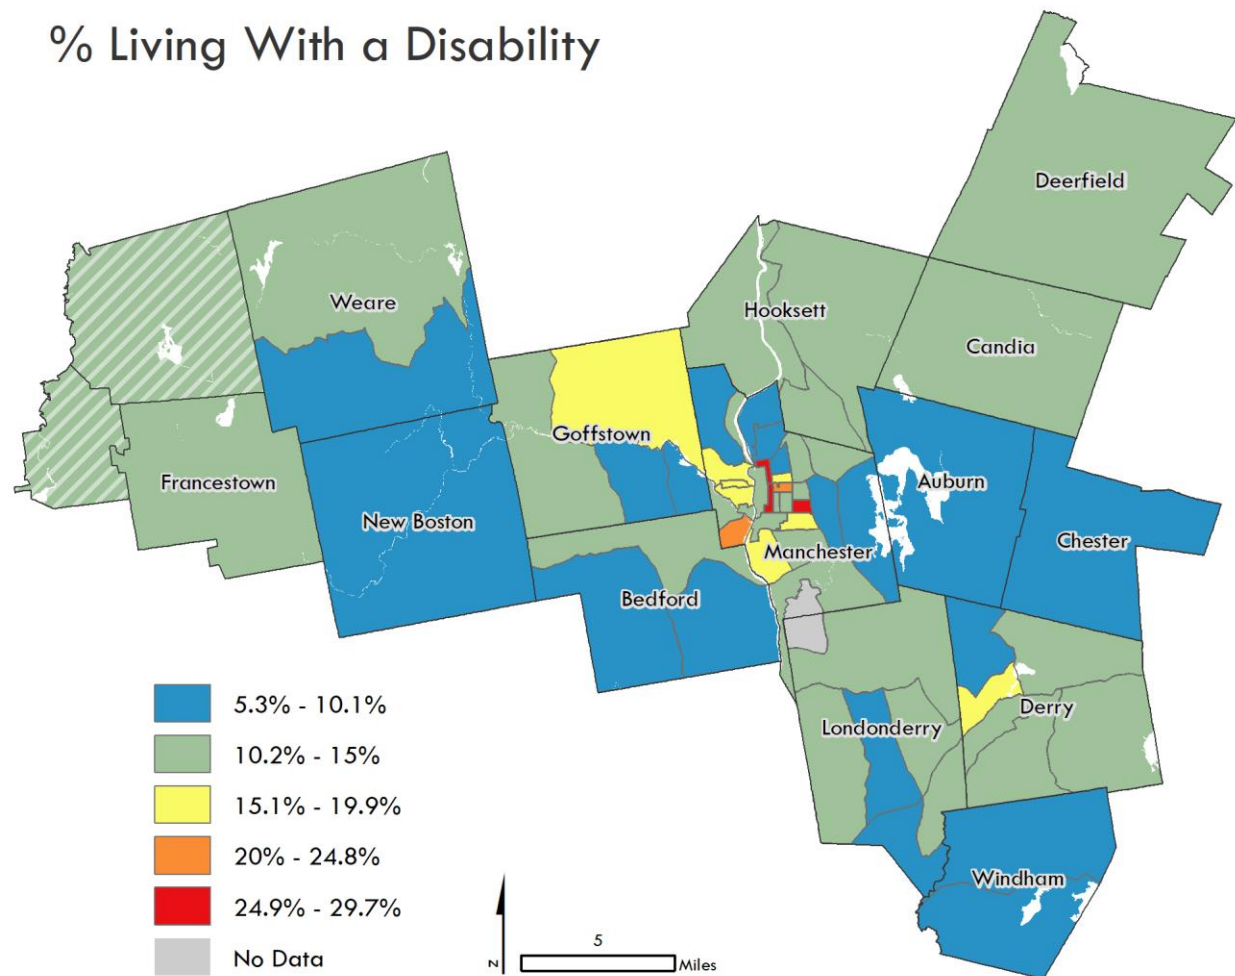 % Living With a Disability
Deerfield
Weare
Hooksett
Candia
Goffstown
Francestown
Auburn
New Boston
Chester
Manchester
Bedford
Derry
Londonderry
Windham
5.3% - 10.1%
10.2% - 15%
15.1% - 19.9%
20% - 24.8%
24.9% - 29.7%
No Data
N
5
Miles